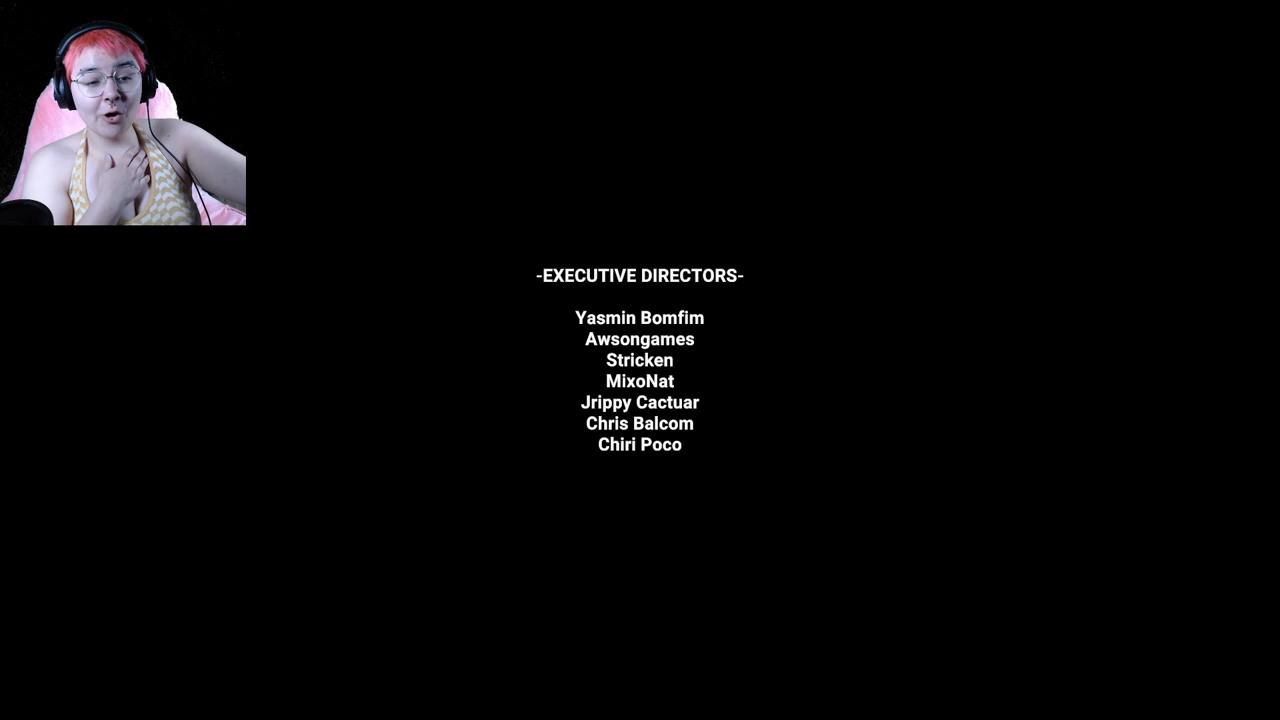 -EXECUTIVE DIRECTORS-
Yasmin Bomfim
Awsongames
Stricken
MixoNat
Jrippy Cactuar
Chris Balcom
Chiri Poco